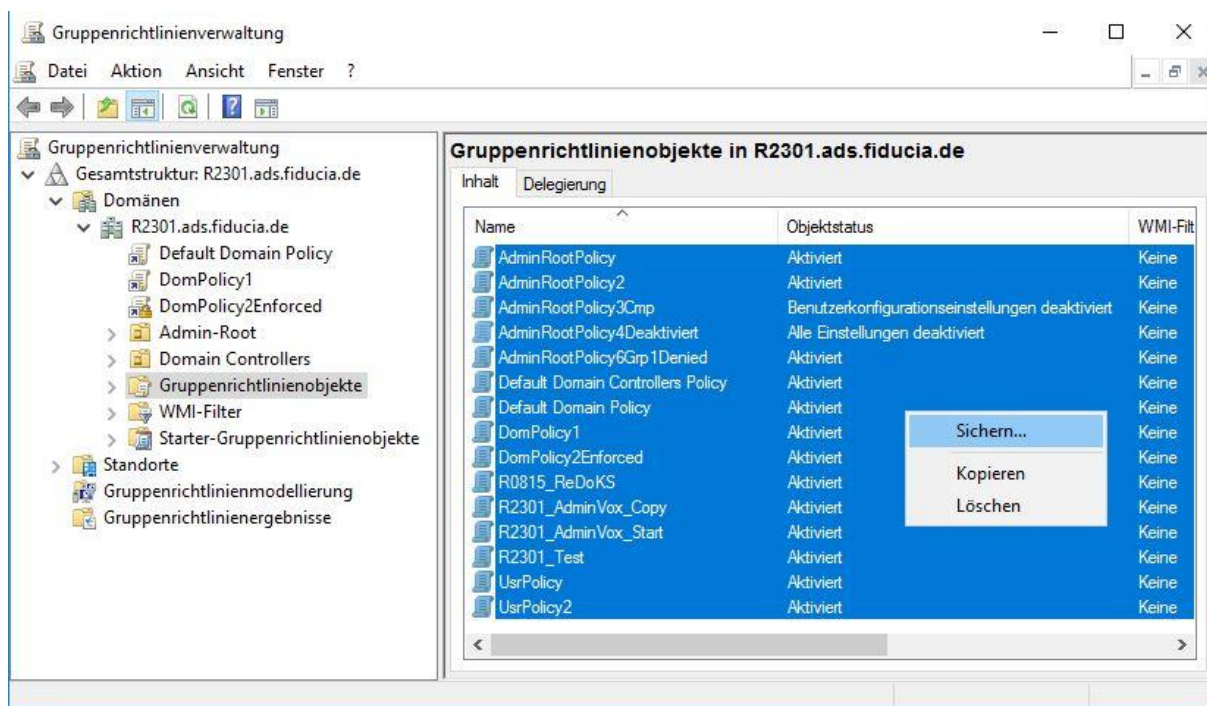 Gruppenrichtlinienverwaltung
Datei Aktion Ansicht Fenster ?
Gruppenrichtlinienverwaltung
Gesamtstruktur: R2301.ads.fiducia.de
Domänen
R2301.ads.fiducia.de
Default Domain Policy
DomPolicy1
DomPolicy2Enforced
Admin-Root
Domain Controllers
Gruppenrichtlinienobjekte
WMI-Filter
Starter-Gruppenrichtlinienobjekte
Standorte
Gruppenrichtlinienmodellierung
Gruppenrichtlinienergebnisse
Gruppenrichtlinienobjekte in R2301.ads.fiducia.de
Inhalt Delegierung
Name Objektstatus WMI-Filt
AdminRootPolicy Aktiviert Keine
AdminRootPolicy2 Aktiviert Keine
AdminRootPolicy3Cmp Benutzerkonfigurationseinstellungen deaktiviert Keine
AdminRootPolicy4Deaktiviert Alle Einstellungen deaktiviert Keine
AdminRootPolicy6Grp1Denied Aktiviert Keine
Default Domain Controllers Policy Aktiviert Keine
Default Domain Policy Aktiviert Keine
DomPolicy1 Aktiviert Keine
DomPolicy2Enforced Aktiviert Keine
R0815_ReDoKS Aktiviert Keine
R2301_AdminVox_Copy Aktiviert Keine
R2301_AdminVox_Start Aktiviert Keine
R2301_Test Aktiviert Keine
UsrPolicy Aktiviert Keine
UsrPolicy2 Aktiviert Keine
Sichern...
Kopieren
Löschen